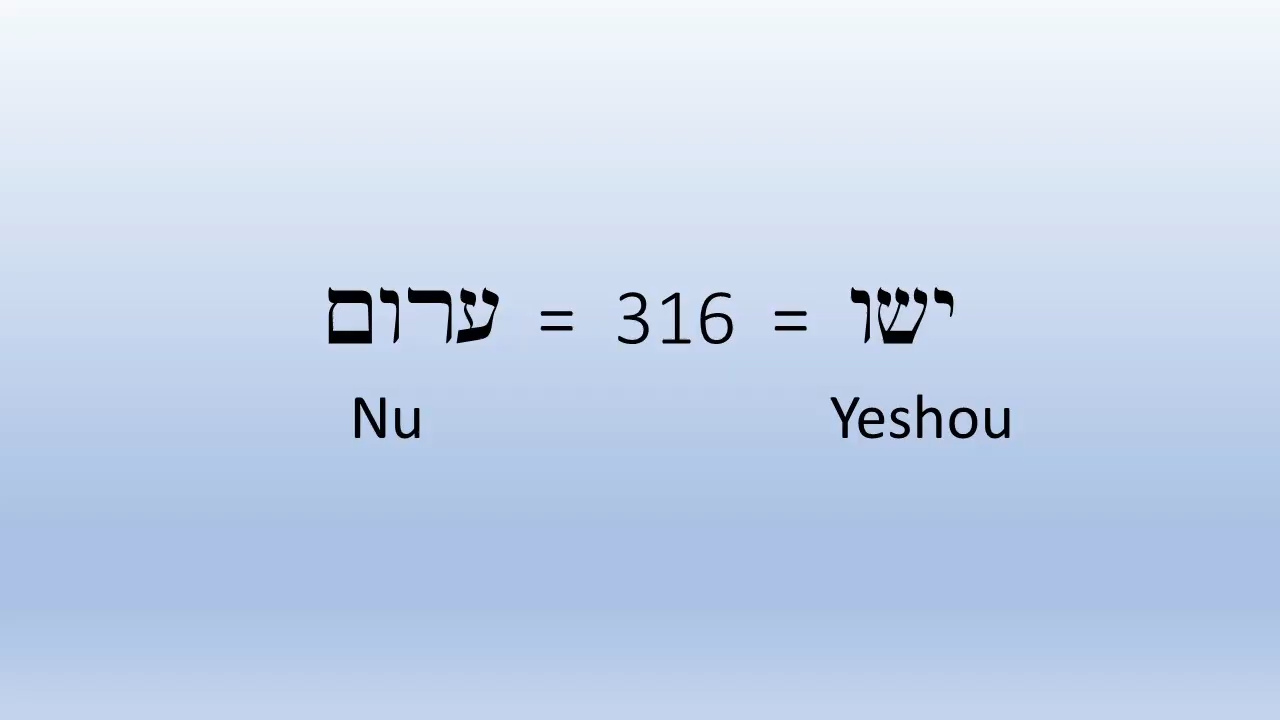 ערום = 316 = ישו
Nu Yeshou